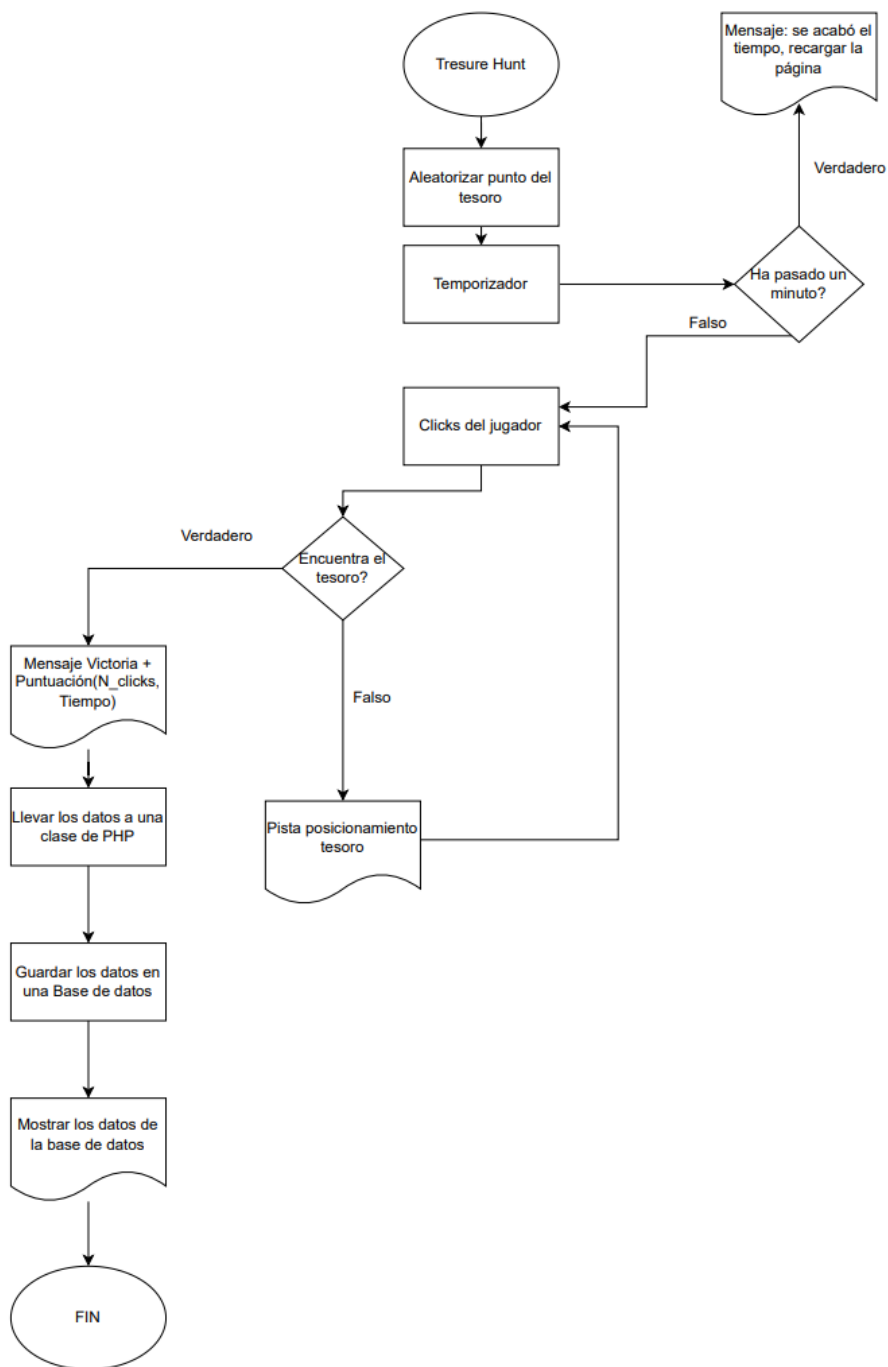 Tresure Hunt
Mensaje: se acabó el
tiempo, recargar la
página
Verdadero
Aleatorizar punto del
tesoro
Temporizador
Ha pasado un
minuto?
Falso
Clicks del jugador
Verdadero
Encuentra el
tesoro?
Mensaje Victoria +
Puntuación(N_clicks,
Tiempo)
Falso
Llevar los datos a una
clase de PHP
Pista posicionamiento
tesoro
Guardar los datos en
una Base de datos
Mostrar los datos de
la base de datos
FIN